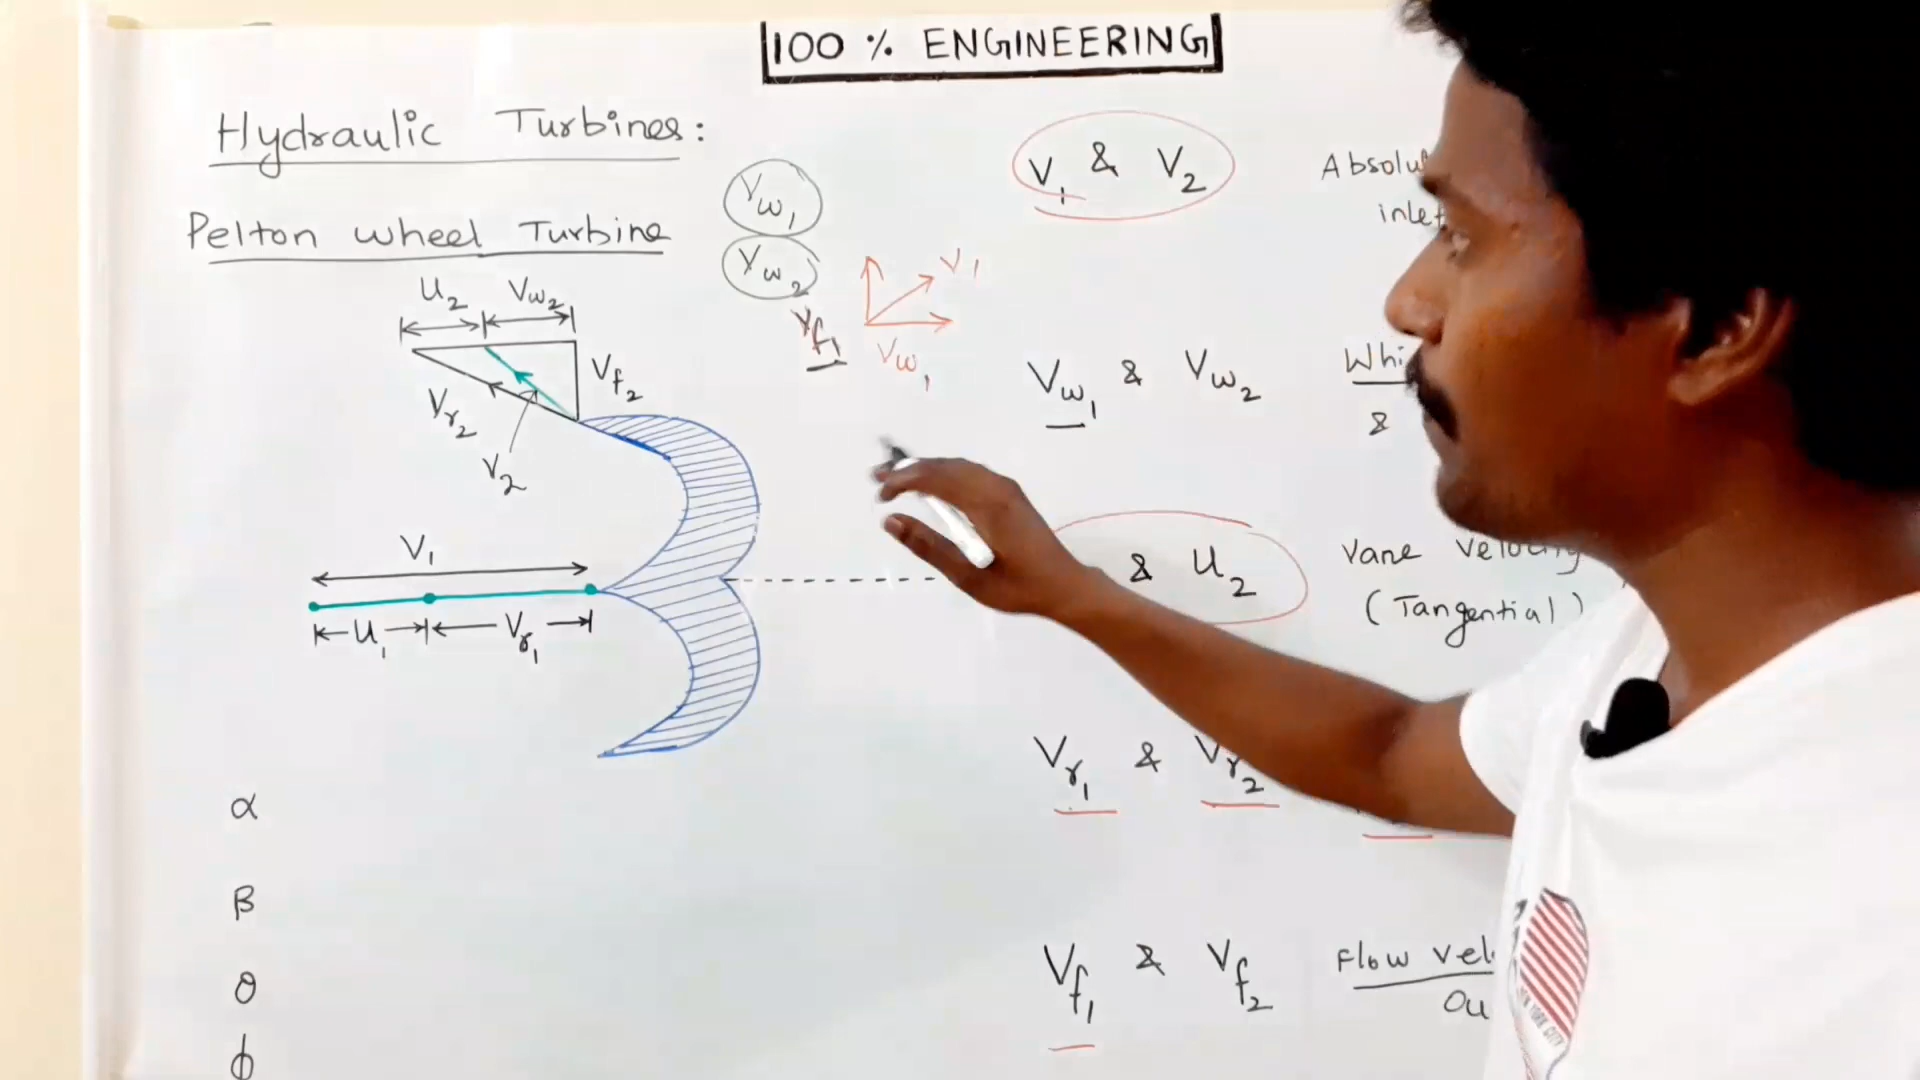 100 % ENGINEERING
Hydraulic Turbines:
Pelton wheel Turbine
Vw1
Vw2
Vf1
V1
Vw1
U2
Vw2
Vf2
Vr2
V2
V1
U1
Vr1
α
β
θ
ϕ
V1 & V2
inlet
Vw1 & Vw2
&
& U2
Vane velocity
(Tangential)
Vr1 & Vr2
Vf1 & Vf2
Flow